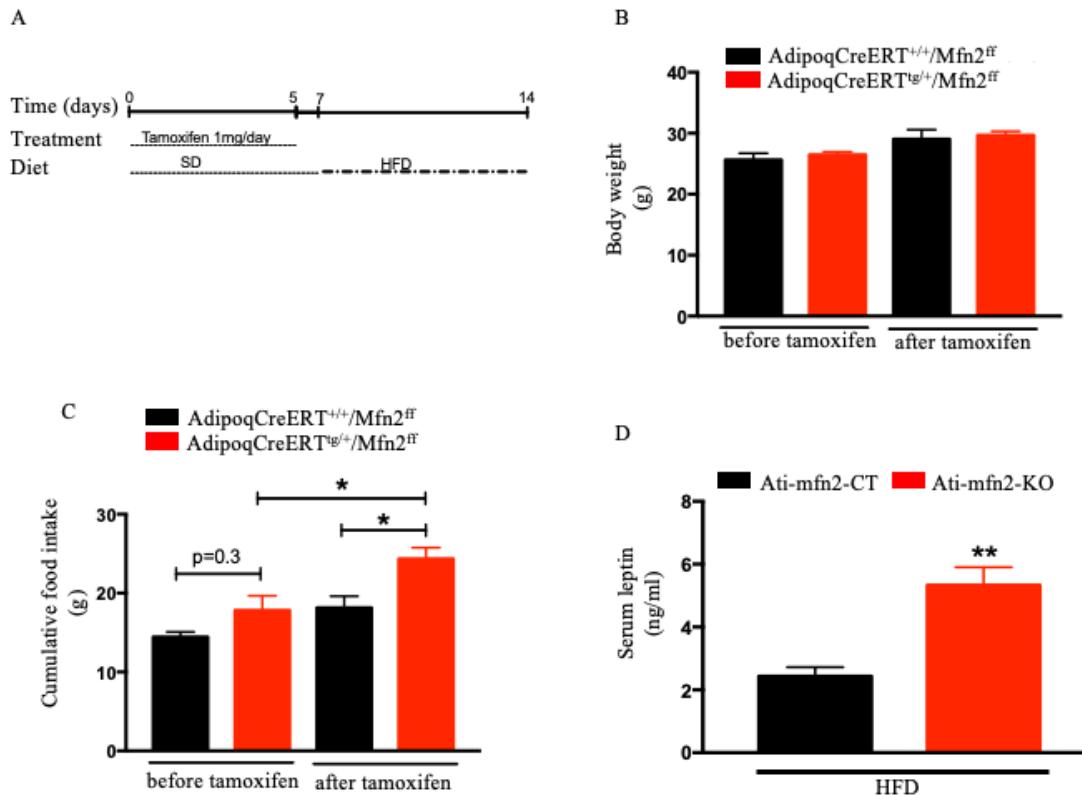 A
Time (days) 0 5 7 14
Treatment Tamoxifen 1mg/day
Diet SD HFD
B
AdipoqCreERT+/+/Mfn2ff
AdipoqCreERTtg/+/Mfn2ff
Body weight
(g)
40
30
20
10
0
before tamoxifen after tamoxifen
C
AdipoqCreERT+/+/Mfn2ff
AdipoqCreERTtg/+/Mfn2ff
Cumulative food intake
(g)
30
20
10
0
*
*
p=0.3
before tamoxifen after tamoxifen
D
Ati-mfn2-CT Ati-mfn2-KO
Serum leptin
(ng/ml)
8
6
4
2
0
**
HFD